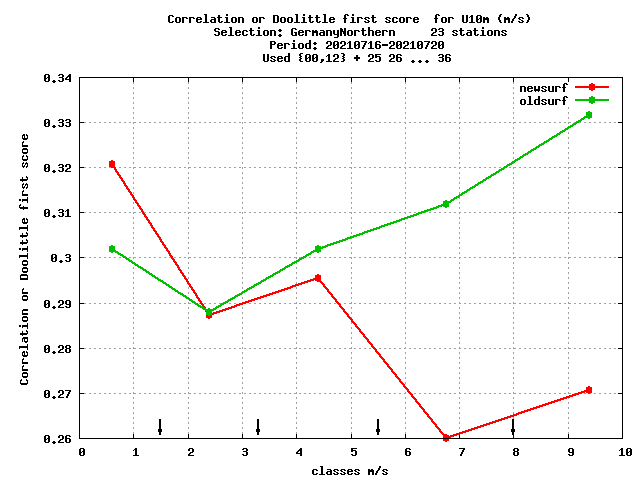 Correlation or Doolittle first score  for U10m (m/s)
Selection: GermanyNorthern     23 stations
Period: 20210716-20210720
Used {00,12} + 25 26 ... 36
newsurf
oldsurf
Correlation or Doolittle first score
0.34
0.33
0.32
0.31
0.3
0.29
0.28
0.27
0.26
0 1 2 3 4 5 6 7 8 9 10
classes m/s